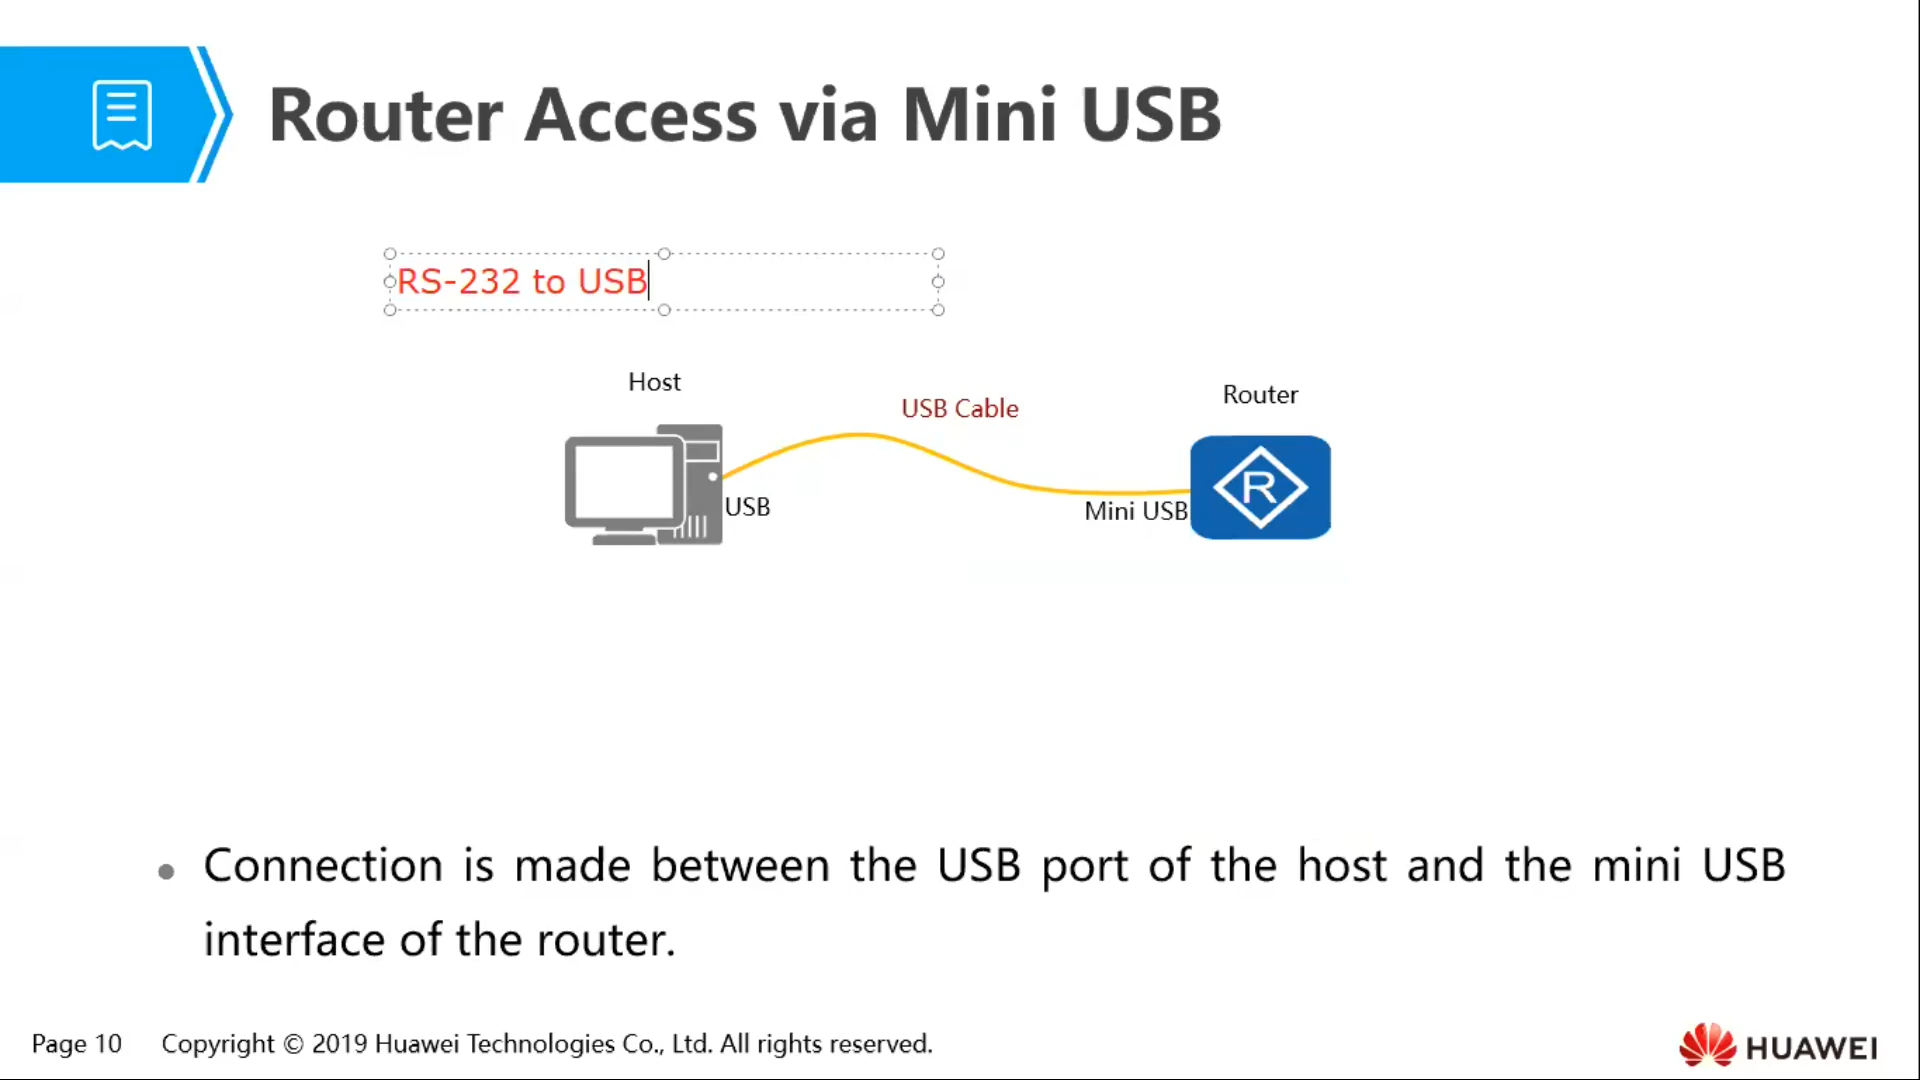 Router Access via Mini USB
RS-232 to USB
Host
USB Cable
Router
R
USB
Mini USB
Connection is made between the USB port of the host and the mini USB
interface of the router.
Page 10
Copyright © 2019 Huawei Technologies Co., Ltd. All rights reserved.
HUAWEI